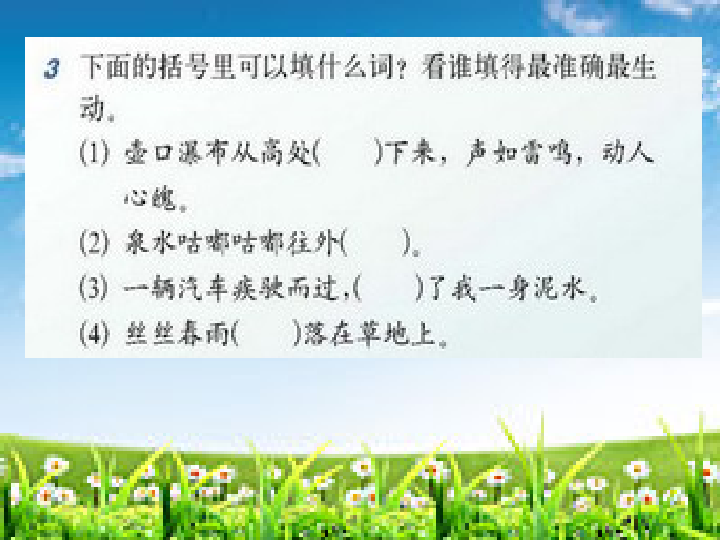 3 下面的括号里可以填什么词？看谁填得最准确最生
动。
(1) 壶口瀑布从高处(　　)下来，声如雷鸣，动人
心魄。
(2) 泉水咕嘟咕嘟往外(　　)。
(3) 一辆汽车疾驶而过，(　　)了我一身泥水。
(4) 丝丝春雨(　　)落在草地上。